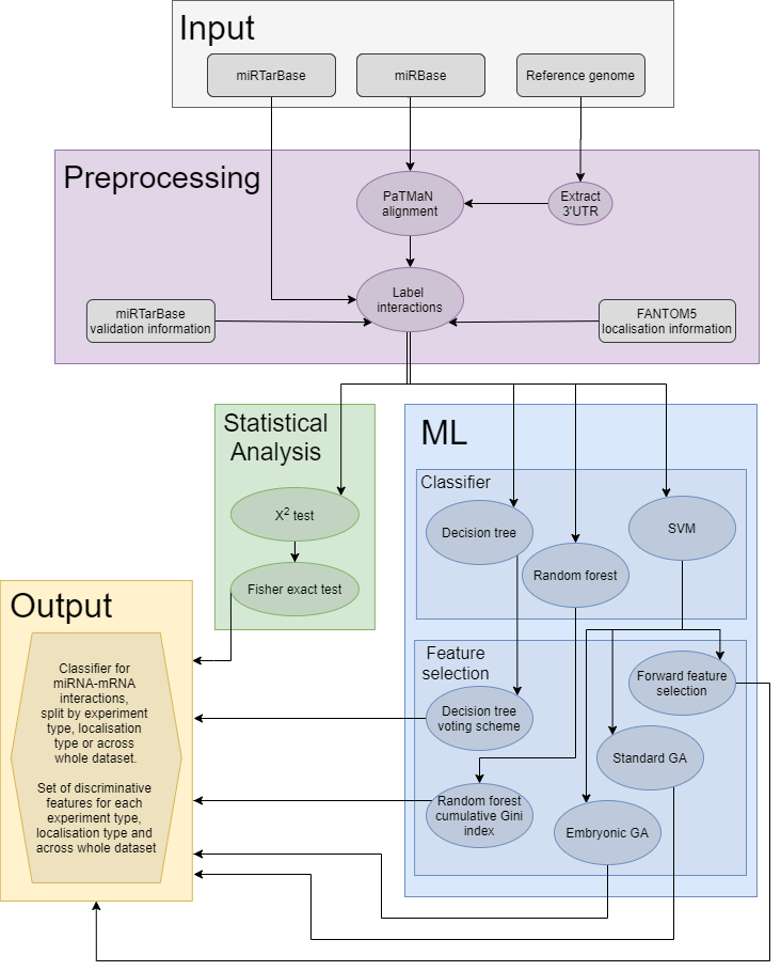 Input
miRTarBase
miRBase
Reference genome
Preprocessing
PaTMaN
alignment
Extract
3'UTR
Label
interactions
miRTarBase
validation information
FANTOM5
localisation information
Statistical
Analysis
X² test
Fisher exact test
ML
Classifier
Decision tree
Random forest
SVM
Feature
selection
Decision tree
voting scheme
Forward feature
selection
Standard GA
Random forest
cumulative Gini
index
Embryonic GA
Output
Classifier for
miRNA-mRNA
interactions,
split by experiment
type, localisation
type or across
whole dataset.
Set of discriminative
features for each
experiment type,
localisation type and
across whole dataset